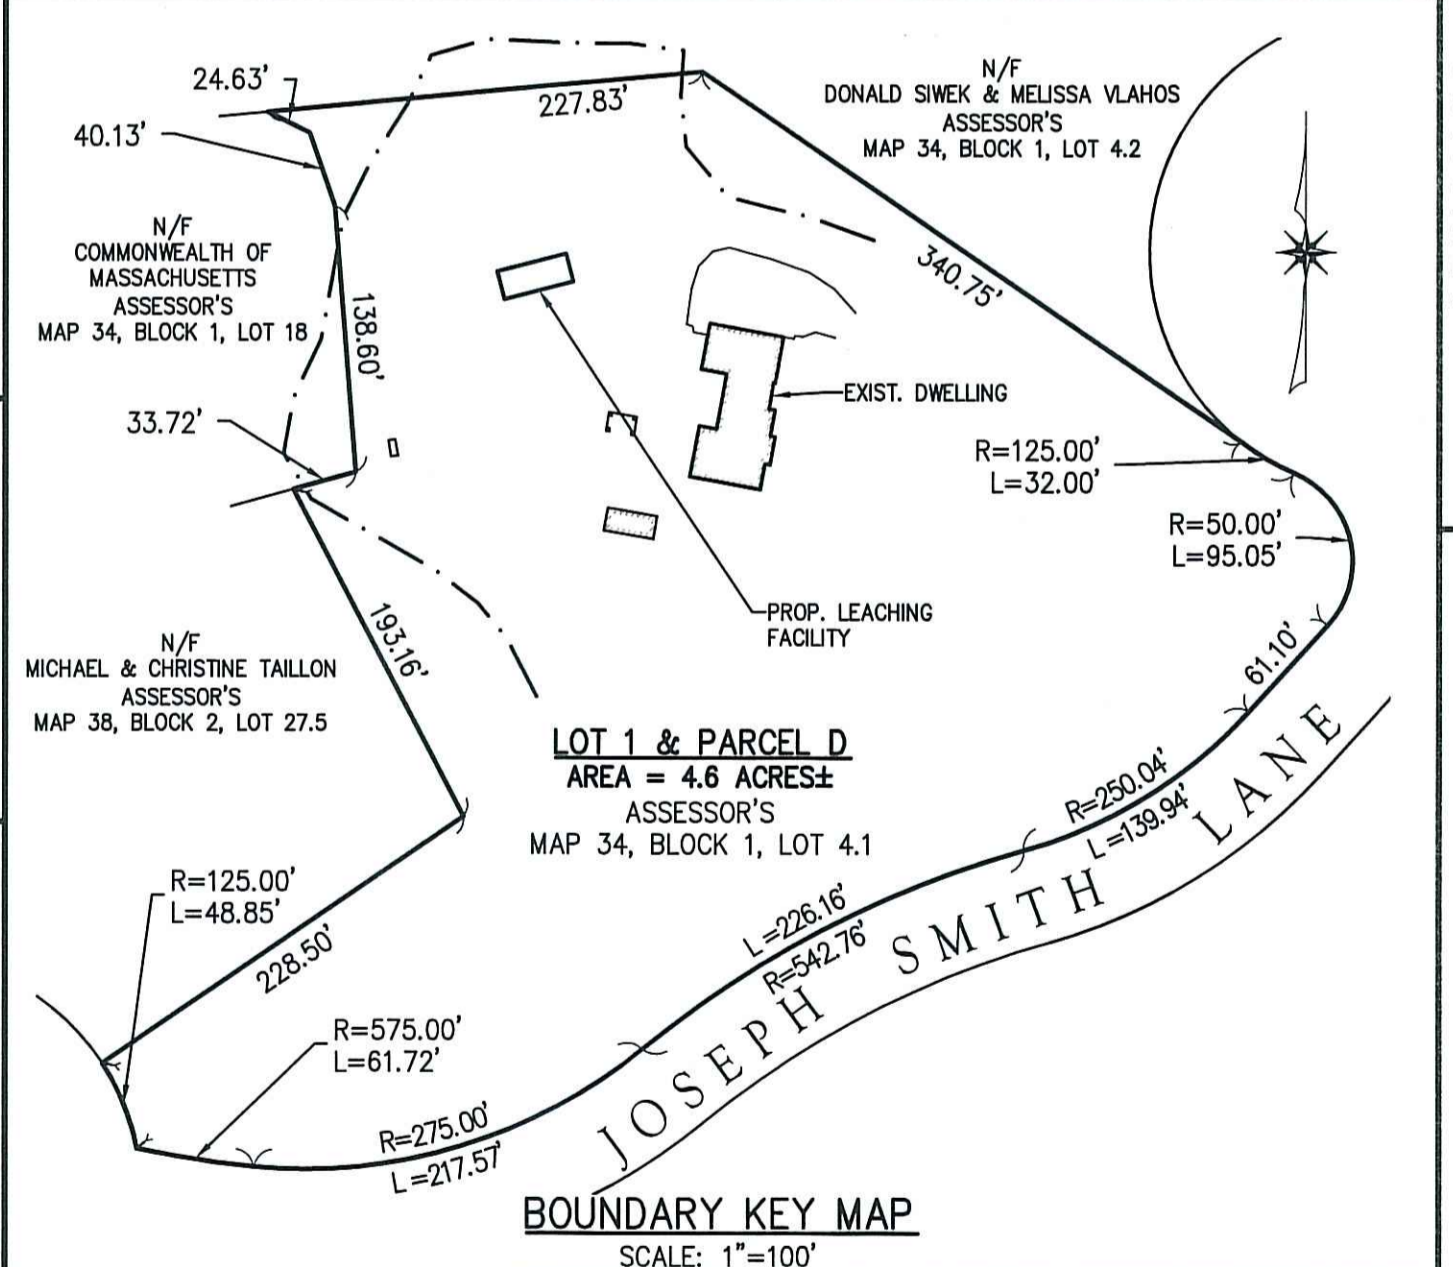 24.63'
227.83'
N/F
DONALD SIWEK & MELISSA VLAHOS
ASSESSOR'S
MAP 34, BLOCK 1, LOT 4.2
40.13'
N/F
COMMONWEALTH OF
MASSACHUSETTS
ASSESSOR'S
MAP 34, BLOCK 1, LOT 18
138.60'
340.75'
EXIST. DWELLING
33.72'
R=125.00'
L=32.00'
R=50.00'
L=95.05'
PROP. LEACHING
FACILITY
193.16'
61.10'
N/F
MICHAEL & CHRISTINE TAILLON
ASSESSOR'S
MAP 38, BLOCK 2, LOT 27.5
LOT 1 & PARCEL D
AREA = 4.6 ACRES±
ASSESSOR'S
MAP 34, BLOCK 1, LOT 4.1
R=250.04'
L=139.94'
R=125.00'
L=48.85'
228.50'
L=226.16'
R=542.76'
JOSEPH SMITH LANE
R=575.00'
L=61.72'
R=275.00'
L=217.57'
BOUNDARY KEY MAP
SCALE: 1"=100'